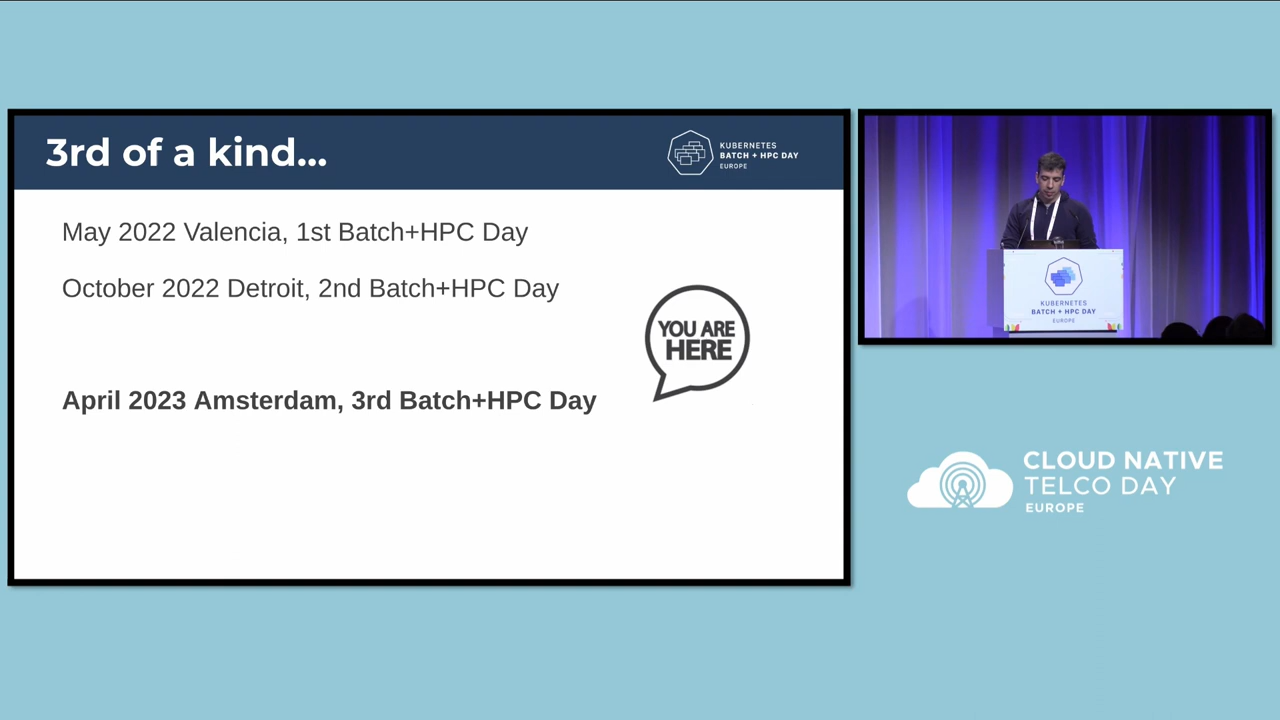 3rd of a kind...
KUBERNETES
BATCH + HPC DAY
EUROPE
May 2022 Valencia, 1st Batch+HPC Day
October 2022 Detroit, 2nd Batch+HPC Day
YOU ARE
HERE
April 2023 Amsterdam, 3rd Batch+HPC Day
KUBERNETES
BATCH + HPC DAY
EUROPE
CLOUD NATIVE
TELCO DAY
EUROPE